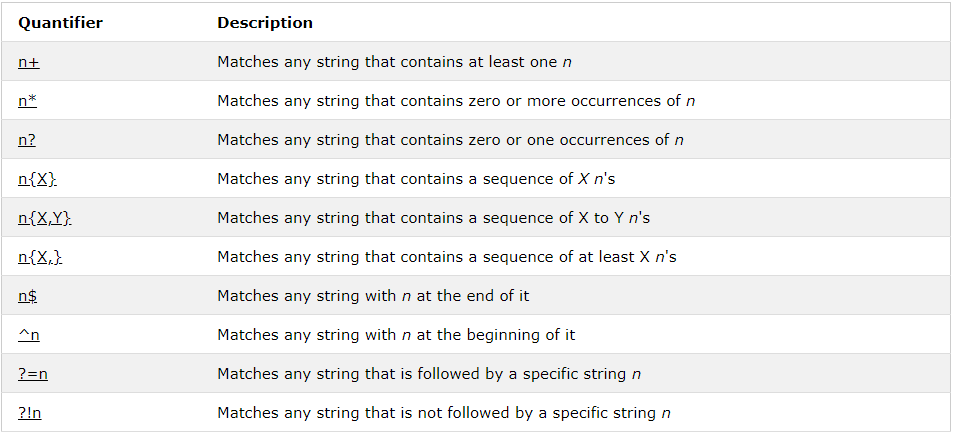 Quantifier Description
n+ Matches any string that contains at least one n
n* Matches any string that contains zero or more occurrences of n
n? Matches any string that contains zero or one occurrences of n
n{X} Matches any string that contains a sequence of X n's
n{X,Y} Matches any string that contains a sequence of X to Y n's
n{X,} Matches any string that contains a sequence of at least X n's
n$ Matches any string with n at the end of it
^n Matches any string with n at the beginning of it
?=n Matches any string that is followed by a specific string n
?!n Matches any string that is not followed by a specific string n